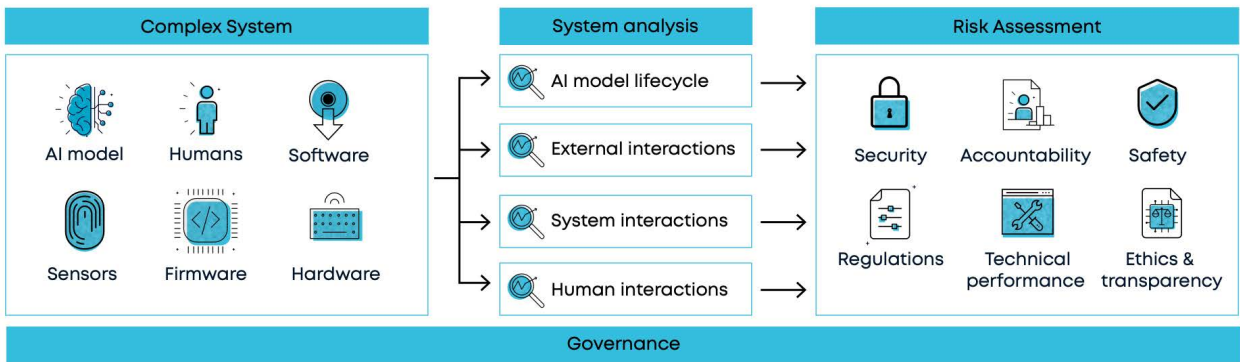 Complex System
System analysis
Risk Assessment
AI model
Humans
Software
Sensors
Firmware
Hardware
AI model lifecycle
External interactions
System interactions
Human interactions
Security
Accountability
Safety
Regulations
Technical
performance
Ethics &
transparency
Governance